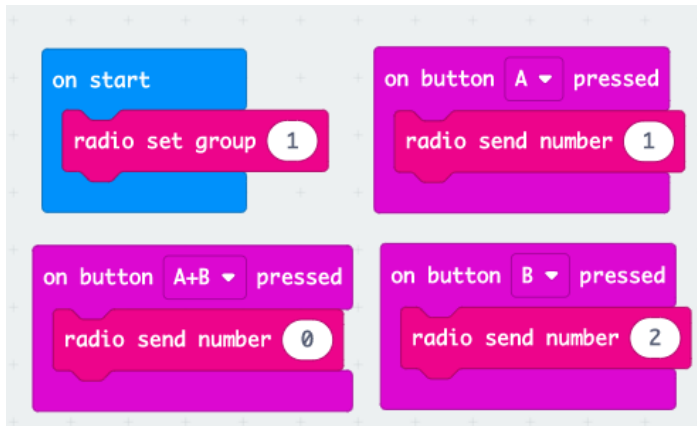 on start
radio set group 1
on button A pressed
radio send number 1
on button A+B pressed
radio send number 0
on button B pressed
radio send number 2